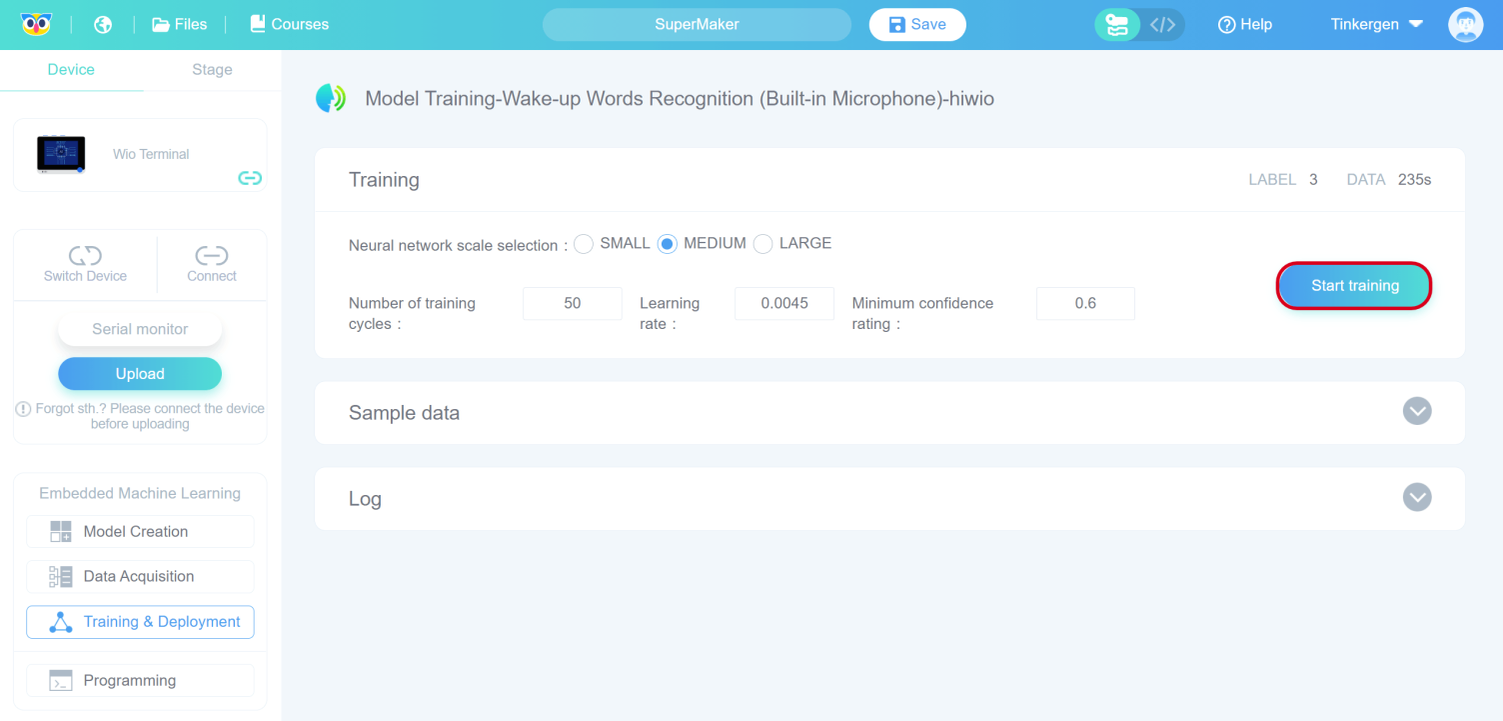 Files
Courses
SuperMaker
Save
</>
Help
Tinkergen
Device
Stage
Wio Terminal
Switch Device
Connect
Serial monitor
Upload
Forgot sth.? Please connect the device
before uploading
Embedded Machine Learning
Model Creation
Data Acquisition
Training & Deployment
Programming
Model Training-Wake-up Words Recognition (Built-in Microphone)-hiwio
Training
LABEL 3 DATA 235s
Neural network scale selection : SMALL MEDIUM LARGE
Number of training
cycles :
50
Learning
rate :
0.0045
Minimum confidence
rating :
0.6
Start training
Sample data
Log